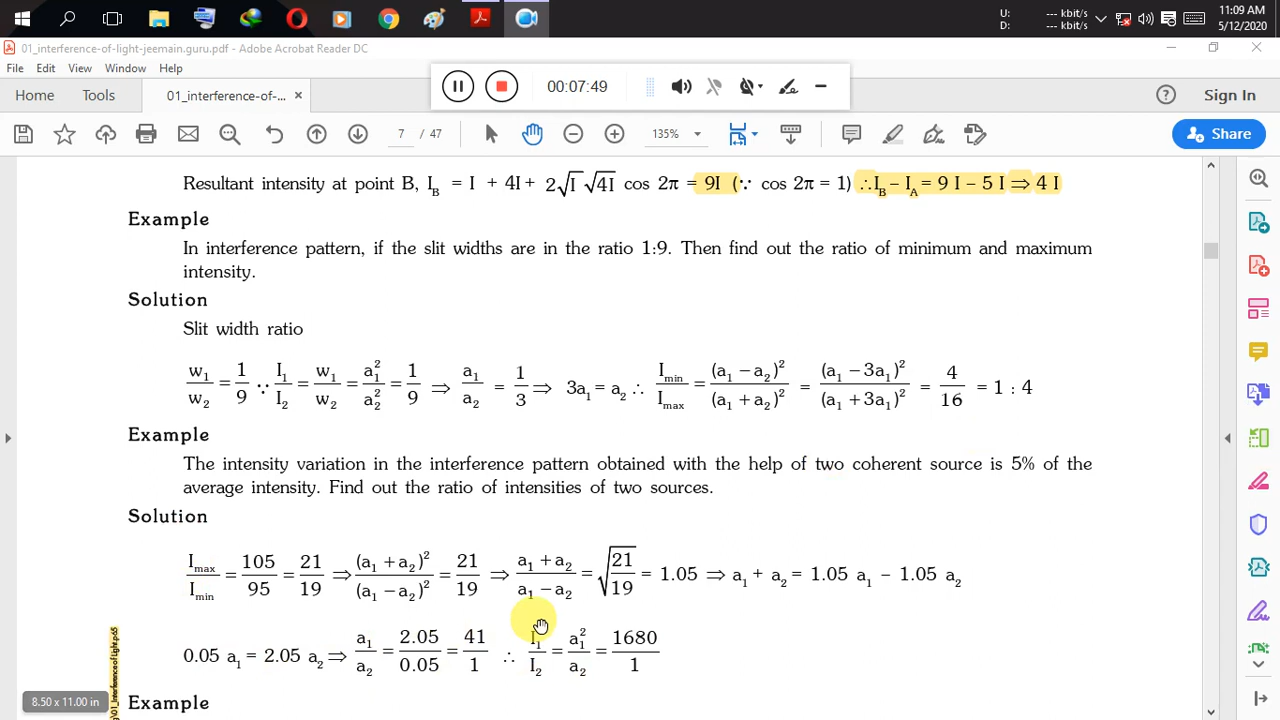 U: --- kbit/s
D: --- kbit/s
11:09 AM
5/12/2020
01_interference-of-light-jeemain.guru.pdf - Adobe Acrobat Reader DC
File Edit View Window Help
00:07:49
Home Tools 01_interference-of-... × Sign In
7 / 47 135% Share
Resultant intensity at point B, I_B = I + 4I + 2√I √4I cos 2π = 9I (∵ cos 2π = 1) ∴I_B – I_A = 9 I – 5 I ⇒ 4 I
Example
In interference pattern, if the slit widths are in the ratio 1:9. Then find out the ratio of minimum and maximum
intensity.
Solution
Slit width ratio
w₁/w₂ = 1/9 ∵ I₁/I₂ = w₁/w₂ = a₁²/a₂² = 1/9 ⇒ a₁/a₂ = 1/3 ⇒ 3a₁ = a₂ ∴ I_min/I_max = (a₁ – a₂)²/(a₁ + a₂)² = (a₁ – 3a₁)²/(a₁ + 3a₁)² = 4/16 = 1 : 4
Example
The intensity variation in the interference pattern obtained with the help of two coherent source is 5% of the
average intensity. Find out the ratio of intensities of two sources.
Solution
I_max/I_min = 105/95 = 21/19 ⇒ (a₁ + a₂)²/(a₁ – a₂)² = 21/19 ⇒ (a₁ + a₂)/(a₁ – a₂) = √(21/19) = 1.05 ⇒ a₁ + a₂ = 1.05 a₁ – 1.05 a₂
0.05 a₁ = 2.05 a₂ ⇒ a₁/a₂ = 2.05/0.05 = 41/1 ∴ I₁/I₂ = a₁²/a₂ = 1680/1
8.50 x 11.00 in
Example